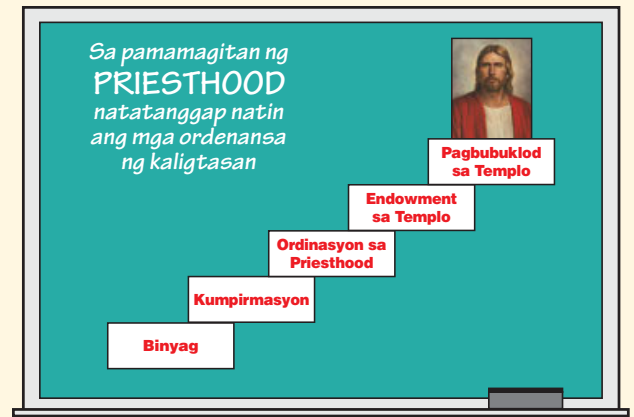 Sa pamamagitan ng
PRIESTHOOD
natatanggap natin
ang mga ordenansa
ng kaligtasan
Pagbubuklod
sa Templo
Endowment
sa Templo
Ordinasyon sa
Priesthood
Kumpirmasyon
Binyag